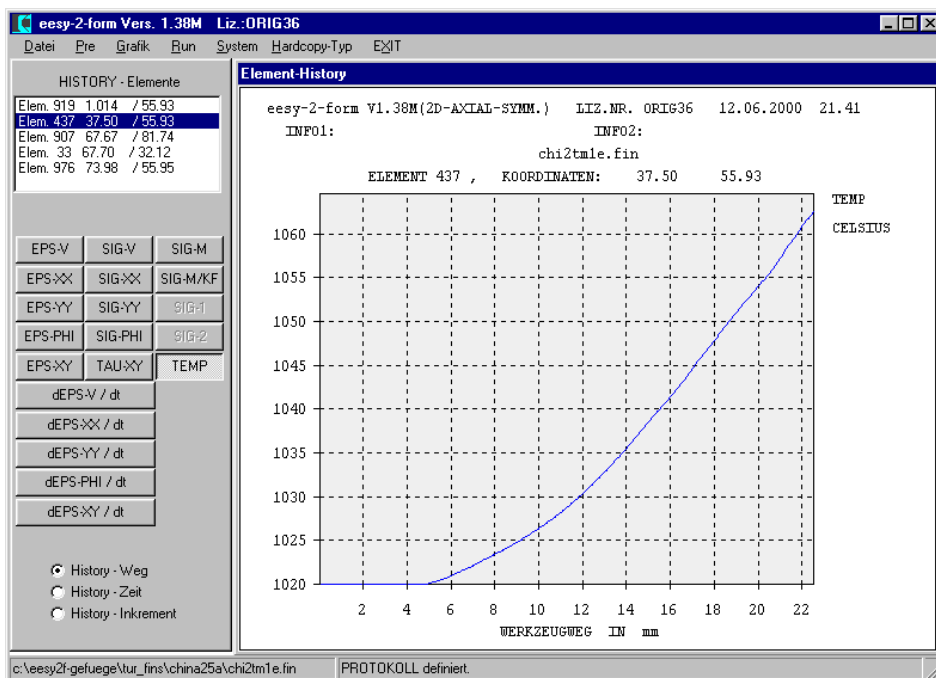 eesy-2-form Vers. 1.38M Liz.:ORIG36
Datei Pre Grafik Run System Hardcopy-Typ EXIT
HISTORY - Elemente
Elem. 919 1.014 / 55.93
Elem. 437 37.50 / 55.93
Elem. 907 67.67 / 81.74
Elem. 33 67.70 / 32.12
Elem. 976 73.98 / 55.95
EPS-V SIG-V SIG-M
EPS-XX SIG-XX SIG-M/KF
EPS-YY SIG-YY SIG-1
EPS-PHI SIG-PHI SIG-2
EPS-XY TAU-XY TEMP
dEPS-V / dt
dEPS-XX / dt
dEPS-YY / dt
dEPS-PHI / dt
dEPS-XY / dt
History - Weg
History - Zeit
History - Inkrement
Element-History
eesy-2-form V1.38M(2D-AXIAL-SYMM.) LIZ.NR. ORIG36 12.06.2000 21.41
INFO1: INFO2:
chi2tm1e.fin
ELEMENT 437 , KOORDINATEN: 37.50 55.93
TEMP
CELSIUS
1060
1055
1050
1045
1040
1035
1030
1025
1020
2 4 6 8 10 12 14 16 18 20 22
WERKZEUGWEG IN mm
c:\eesy2f-gefuege\tur_fins\china25a\chi2tm1e.fin PROTOKOLL definiert.